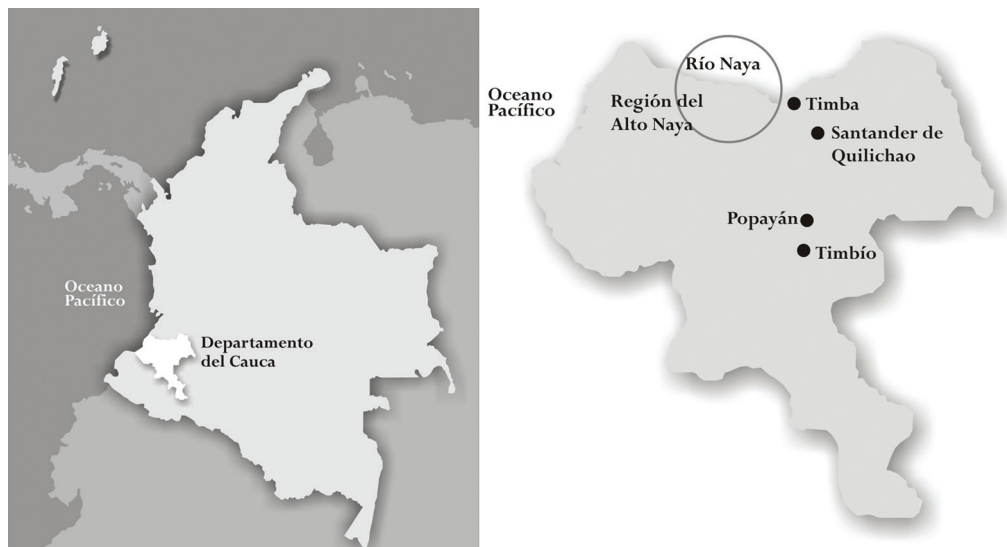 Oceano
Pacífico
Departamento
del Cauca
Oceano
Pacífico
Río Naya
Región del
Alto Naya
Timba
Santander de
Quilichao
Popayán
Timbío